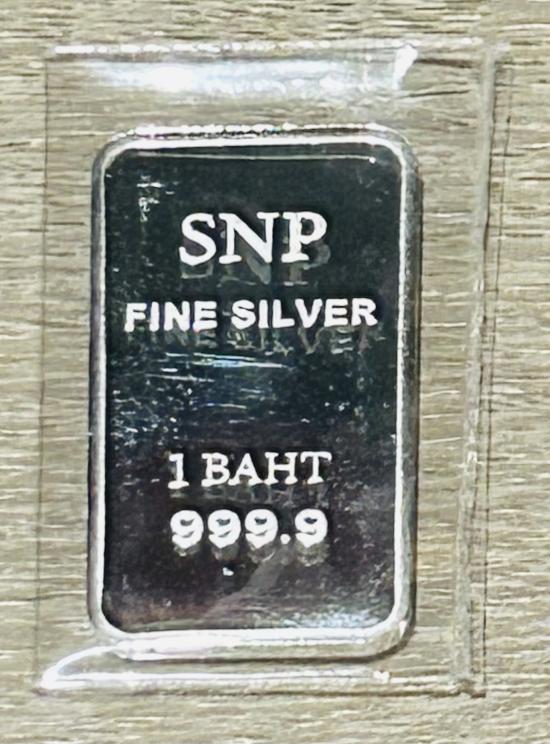 SNP
FINE SILVER
1 BAHT
999.9